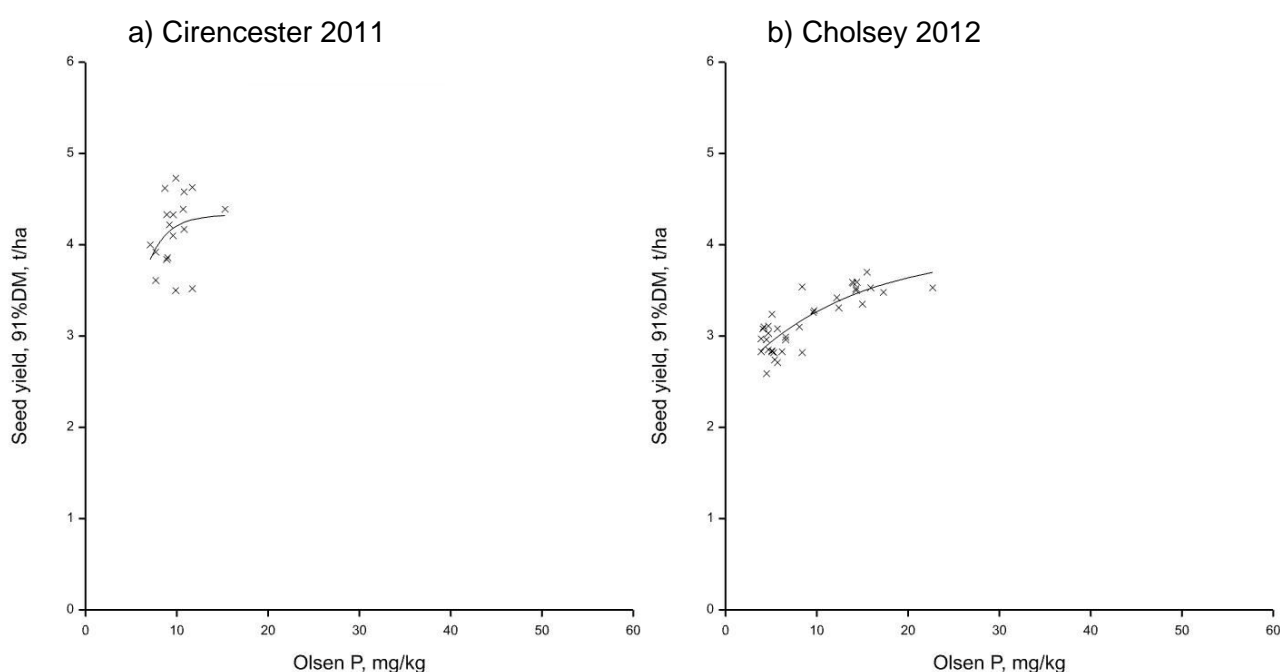 a) Cirencester 2011
6
5
4
3
2
1
0
0 10 20 30 40 50 60
Seed yield, 91%DM, t/ha
Olsen P, mg/kg
b) Cholsey 2012
6
5
4
3
2
1
0
0 10 20 30 40 50 60
Seed yield, 91%DM, t/ha
Olsen P, mg/kg